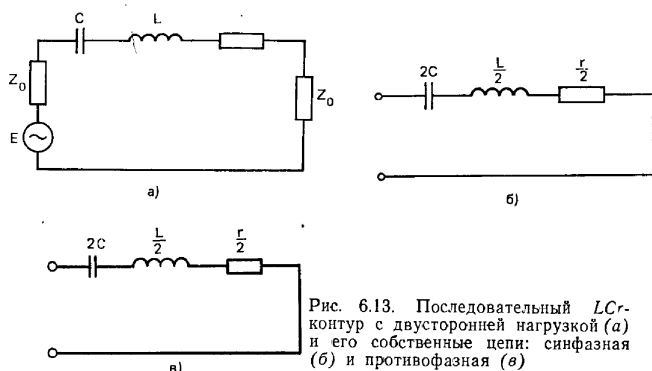 C L
Z₀ Z₀
E
а)
2C L/2 r/2
б)
2C L/2 r/2
в)
Рис. 6.13. Последовательный LCr-
контур с двусторонней нагрузкой (а)
и его собственные цепи: синфазная
(б) и противофазная (в)